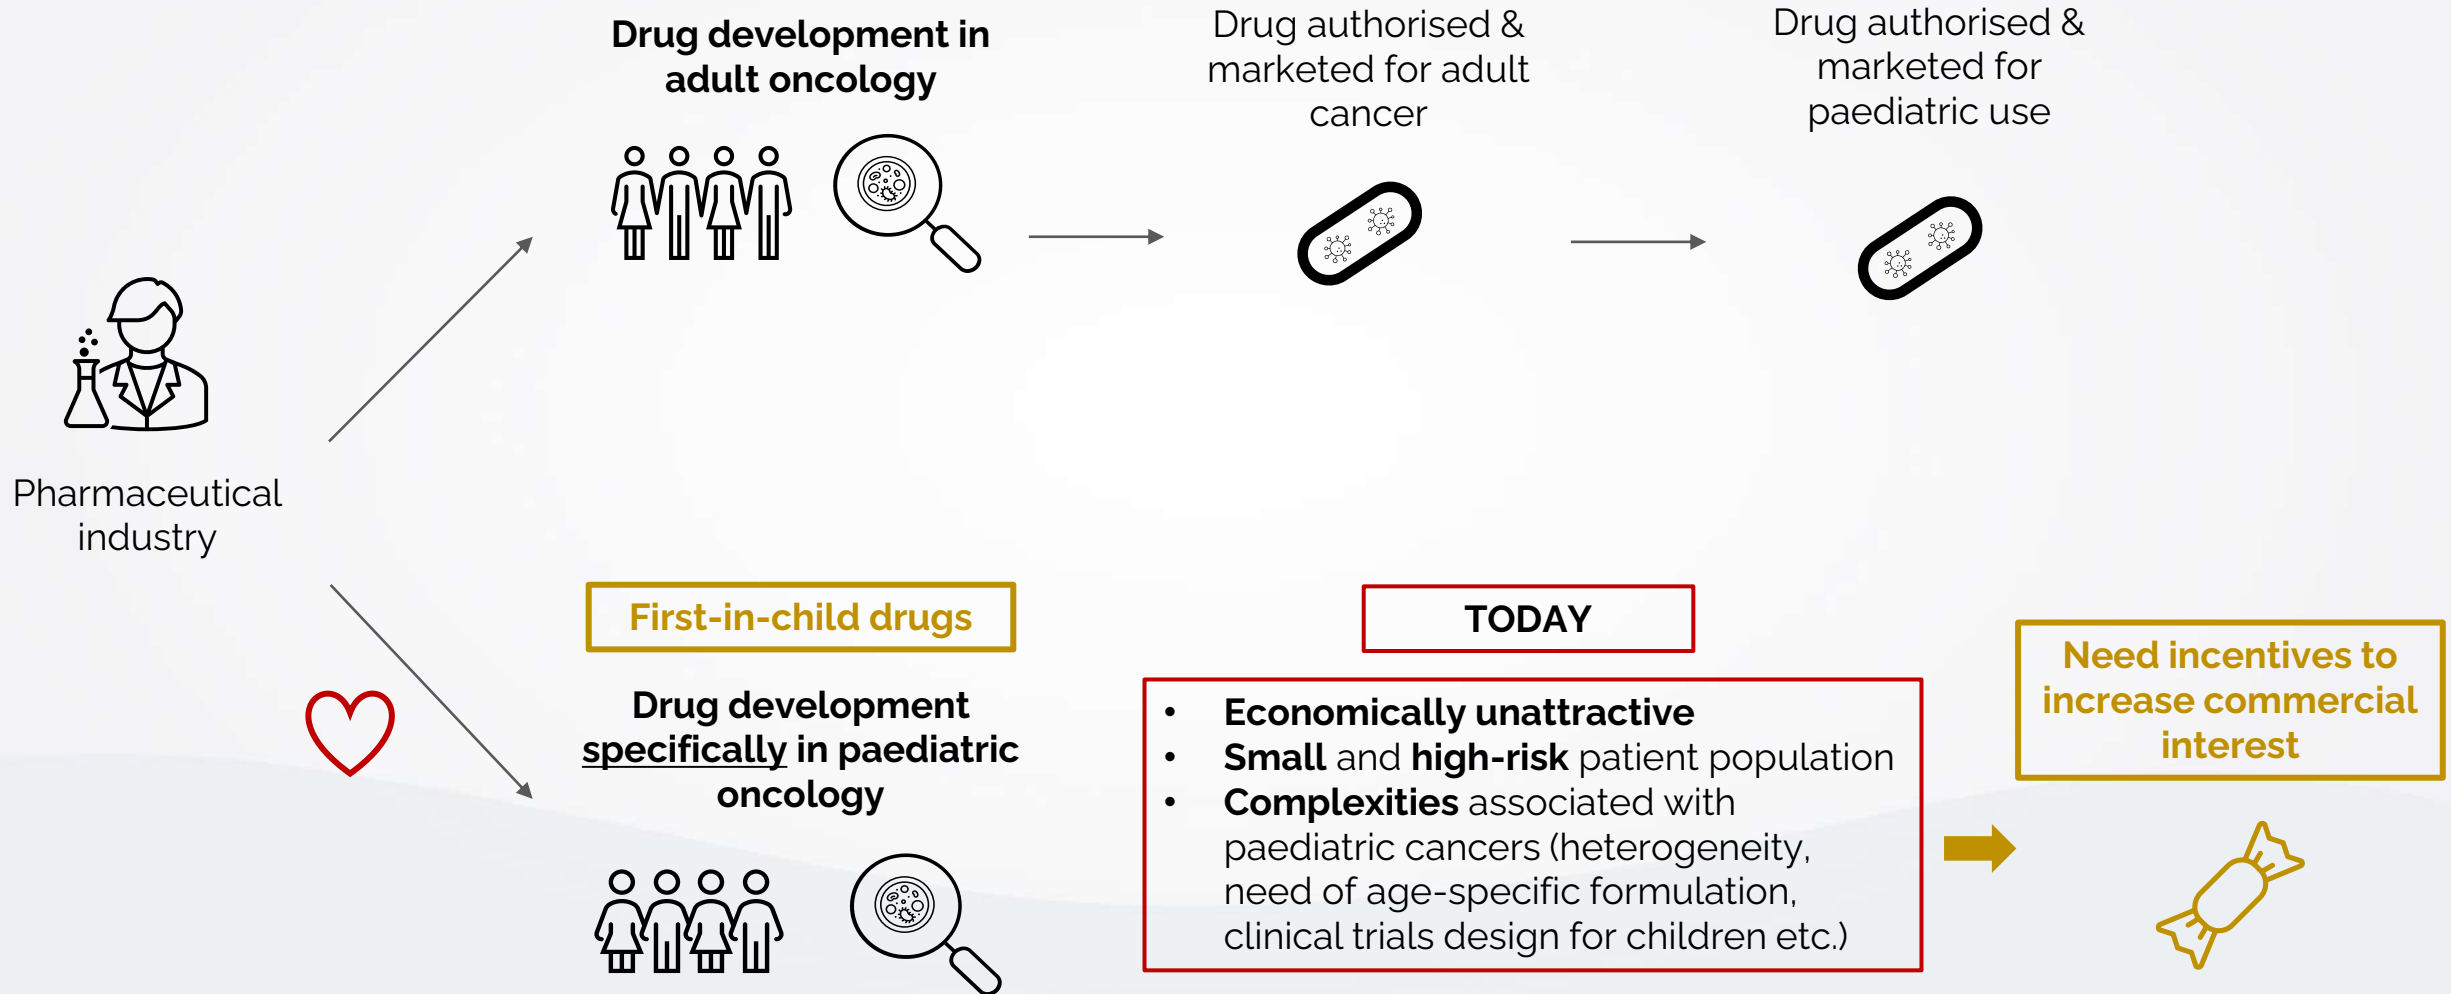 Drug development in
adult oncology
Drug authorised &
marketed for adult
cancer
Drug authorised &
marketed for
paediatric use
Pharmaceutical
industry
First-in-child drugs
Drug development
specifically in paediatric
oncology
TODAY
• Economically unattractive
• Small and high-risk patient population
• Complexities associated with
paediatric cancers (heterogeneity,
need of age-specific formulation,
clinical trials design for children etc.)
Need incentives to
increase commercial
interest